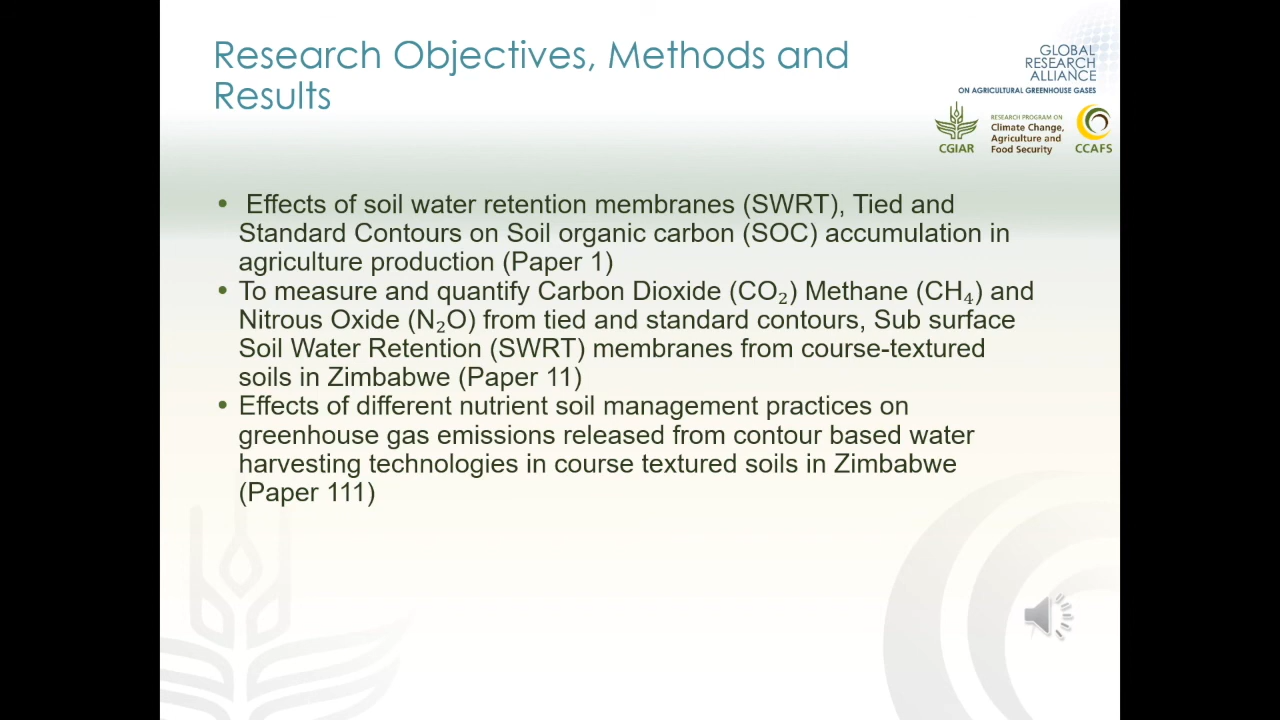 Research Objectives, Methods and
Results
GLOBAL
RESEARCH
ALLIANCE
ON AGRICULTURAL GREENHOUSE GASES
CGIAR
RESEARCH PROGRAM ON
Climate Change,
Agriculture and
Food Security
CCAFS
• Effects of soil water retention membranes (SWRT), Tied and
Standard Contours on Soil organic carbon (SOC) accumulation in
agriculture production (Paper 1)
• To measure and quantify Carbon Dioxide (CO₂) Methane (CH₄) and
Nitrous Oxide (N₂O) from tied and standard contours, Sub surface
Soil Water Retention (SWRT) membranes from course-textured
soils in Zimbabwe (Paper 11)
• Effects of different nutrient soil management practices on
greenhouse gas emissions released from contour based water
harvesting technologies in course textured soils in Zimbabwe
(Paper 111)